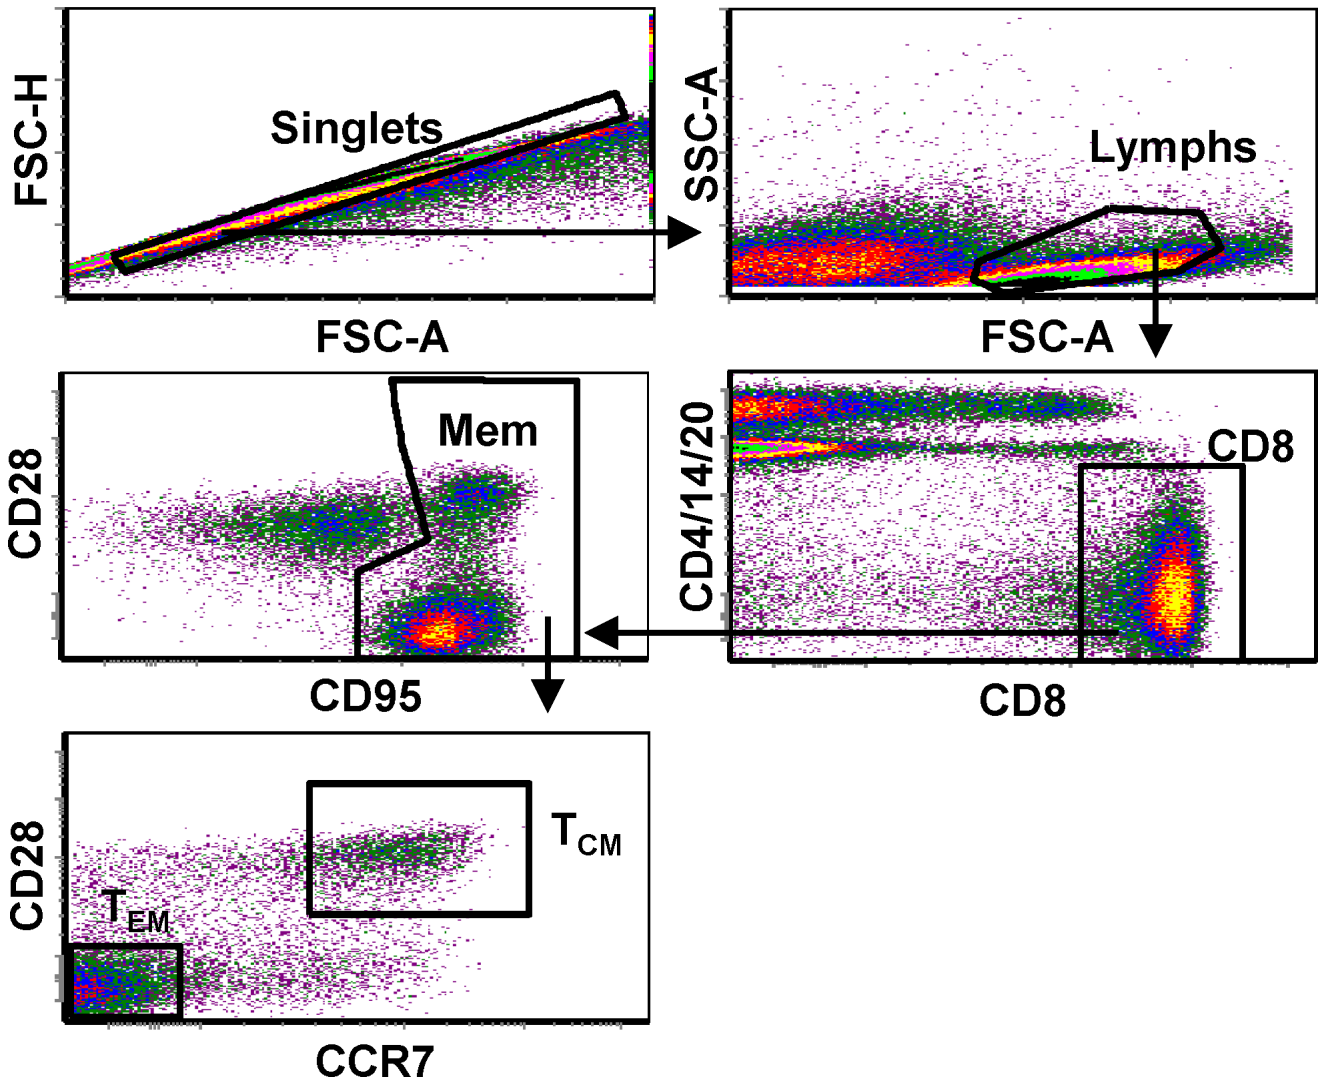 FSC-H
Singlets
FSC-A
SSC-A
Lymphs
FSC-A
CD28
Mem
CD95
CD4/14/20
CD8
CD8
CD28
TCM
TEM
CCR7